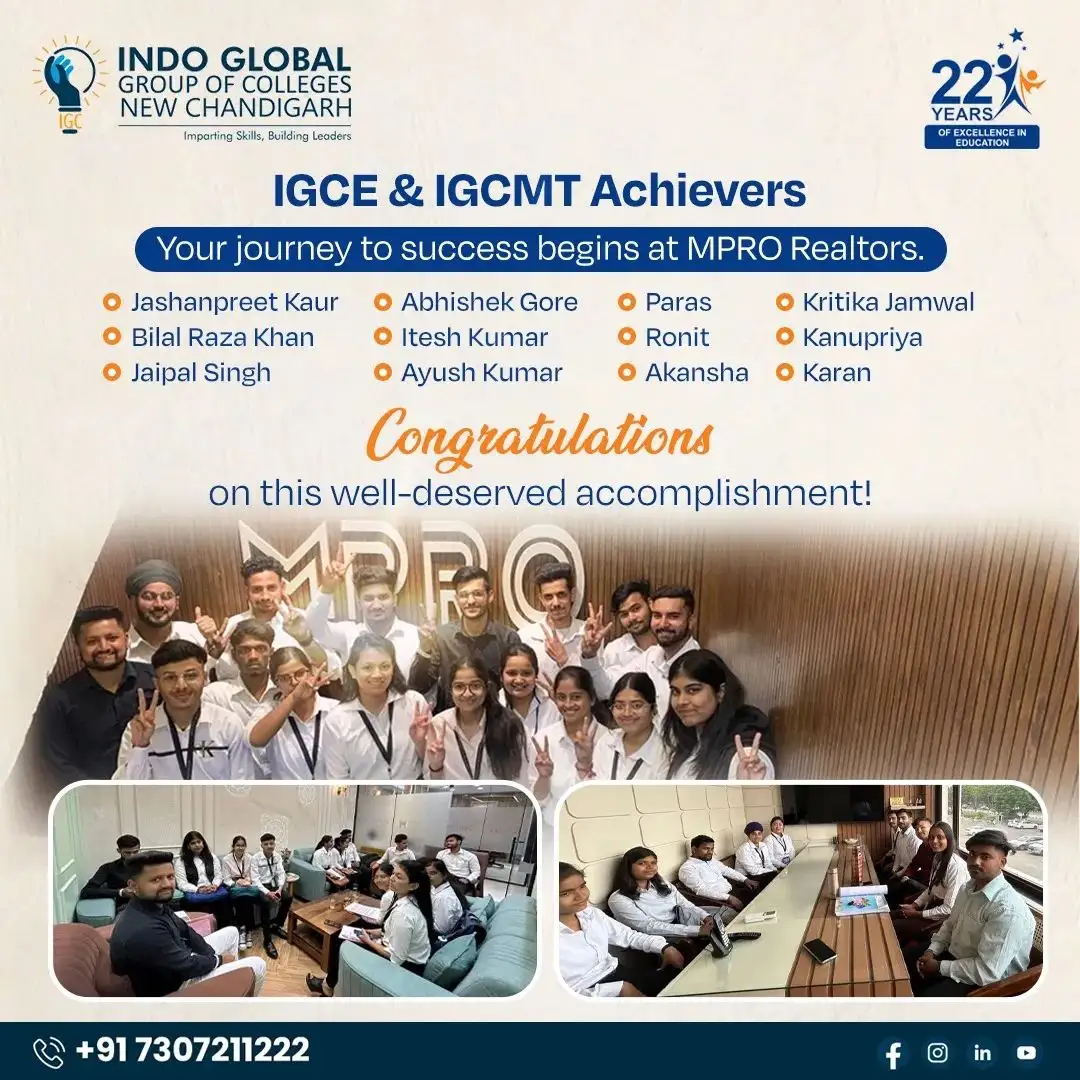 INDO GLOBAL
GROUP OF COLLEGES
NEW CHANDIGARH
Imparting Skills, Building Leaders
IGC
22
YEARS
OF EXCELLENCE IN
EDUCATION
IGCE & IGCMT Achievers
Your journey to success begins at MPRO Realtors.
Jashanpreet Kaur
Bilal Raza Khan
Jaipal Singh
Abhishek Gore
Itesh Kumar
Ayush Kumar
Paras
Ronit
Akansha
Kritika Jamwal
Kanupriya
Karan
Congratulations
on this well-deserved accomplishment!
MPRO
+91 7307211222